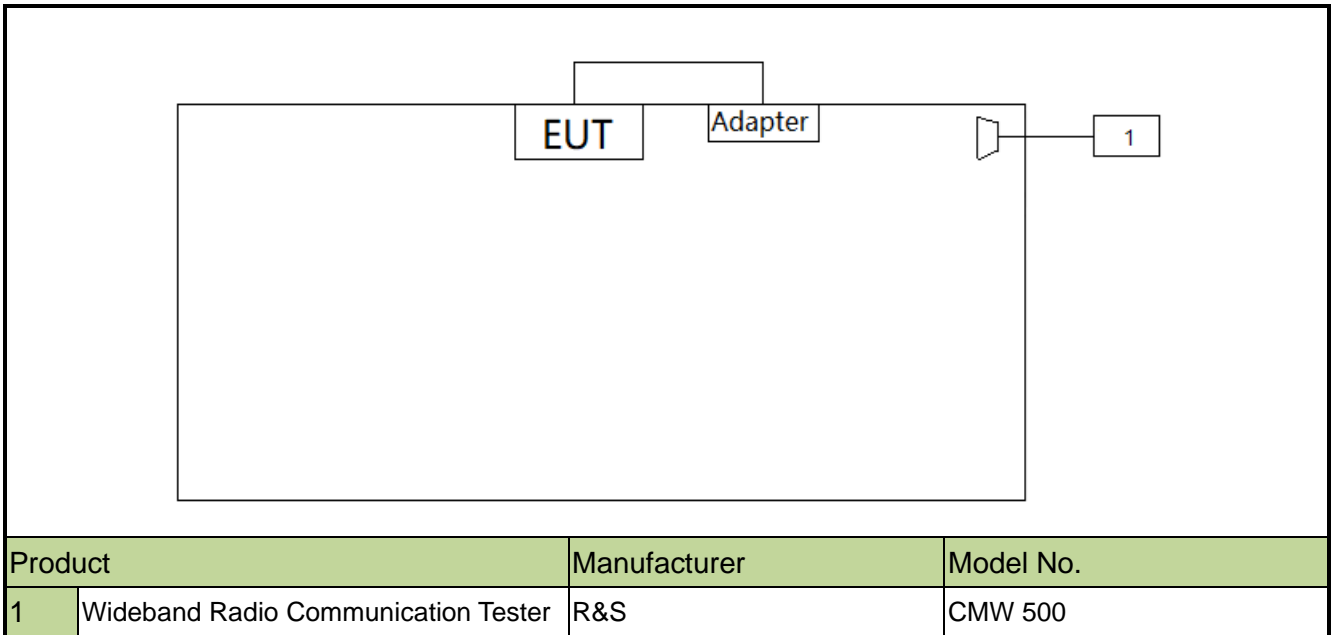 EUT
Adapter
1
Product Manufacturer Model No.
1 Wideband Radio Communication Tester R&S CMW 500